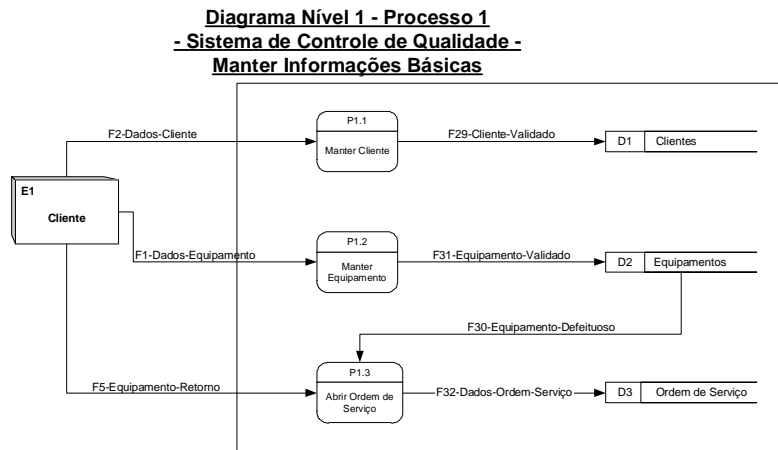 Diagrama Nível 1 - Processo 1
- Sistema de Controle de Qualidade -
Manter Informações Básicas
P1.1
F2-Dados-Cliente
F29-Cliente-Validado
D1 Clientes
Manter Cliente
E1
Cliente
P1.2
F1-Dados-Equipamento
F31-Equipamento-Validado
D2 Equipamentos
Manter
Equipamento
F30-Equipamento-Defeituoso
P1.3
F5-Equipamento-Retorno
F32-Dados-Ordem-Serviço
D3 Ordem de Serviço
Abrir Ordem de
Serviço